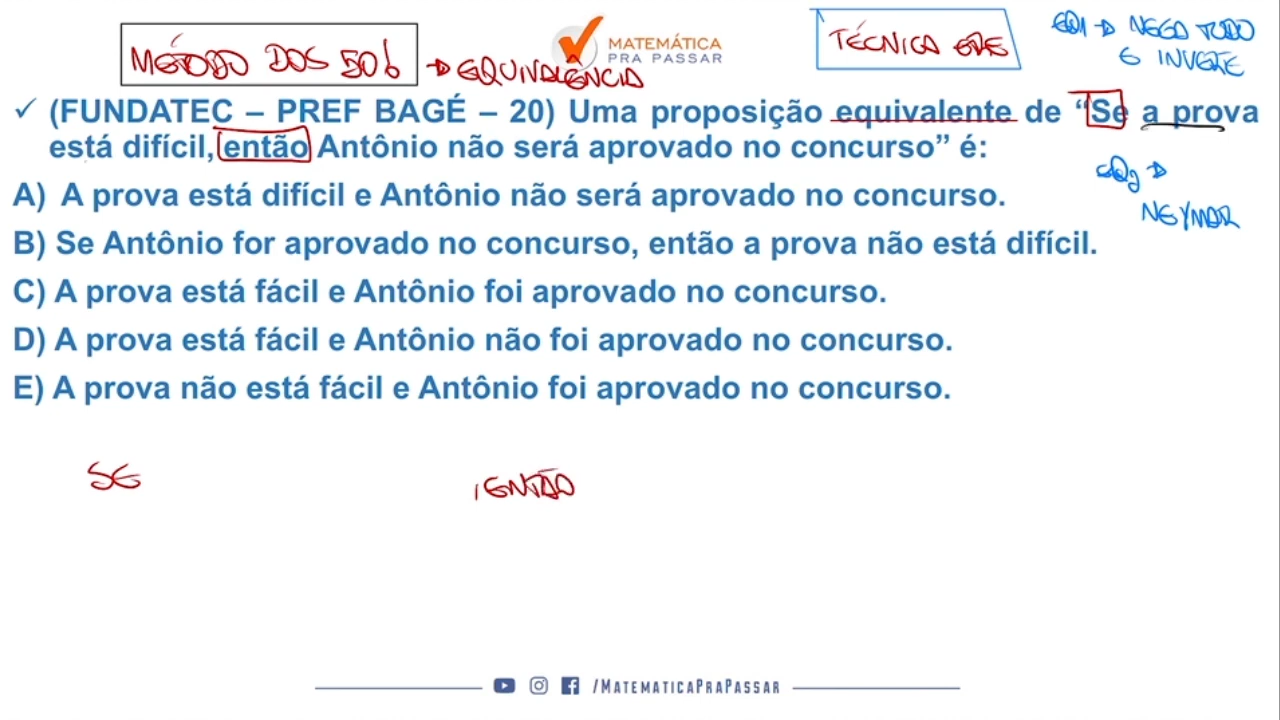 MÉTODO DOS 50!
→ EQUIVALÊNCIA
MATEMÁTICA
PRA PASSAR
TÉCNICA
EQ1 → NEGA TUDO
E INVERTE
✓ (FUNDATEC – PREF BAGÉ – 20) Uma proposição equivalente de “Se a prova
está difícil, então Antônio não será aprovado no concurso” é:
EQ2 →
NEYMAR
A) A prova está difícil e Antônio não será aprovado no concurso.
B) Se Antônio for aprovado no concurso, então a prova não está difícil.
C) A prova está fácil e Antônio foi aprovado no concurso.
D) A prova está fácil e Antônio não foi aprovado no concurso.
E) A prova não está fácil e Antônio foi aprovado no concurso.
SE , ENTÃO
/MATEMATICAPRAPASSAR